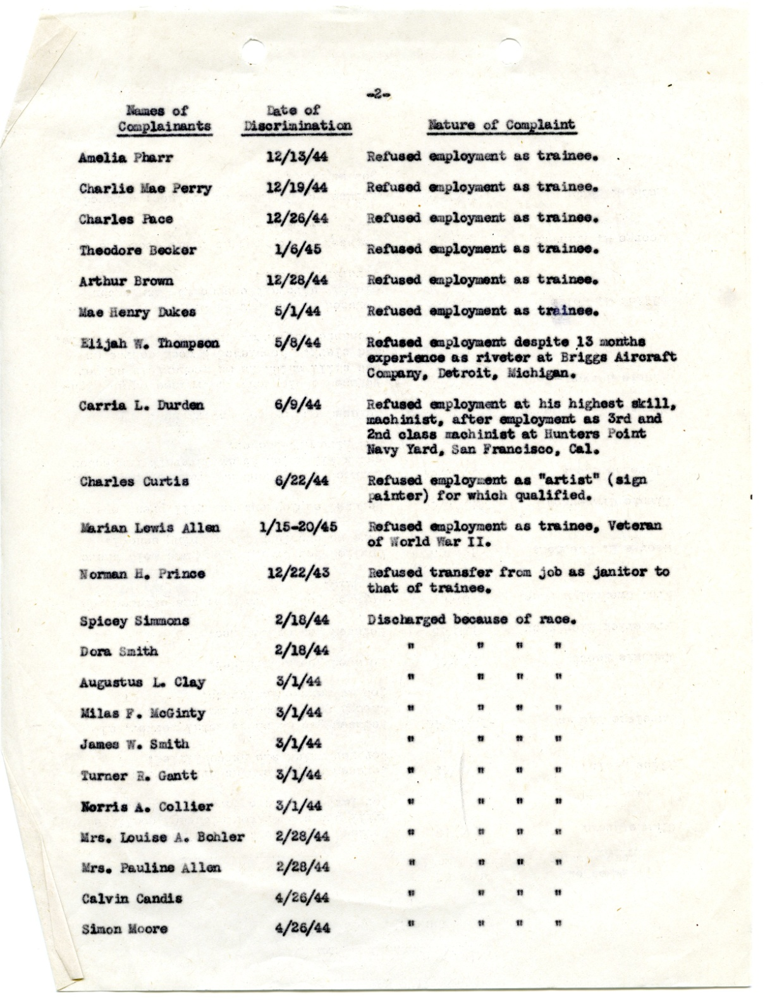 -2-
Names of Complainants Date of Discrimination Nature of Complaint
Amelia Pharr 12/13/44 Refused employment as trainee.
Charlie Mae Perry 12/19/44 Refused employment as trainee.
Charles Pace 12/26/44 Refused employment as trainee.
Theodore Becker 1/6/45 Refused employment as trainee.
Arthur Brown 12/28/44 Refused employment as trainee.
Mae Henry Dukes 5/1/44 Refused employment as trainee.
Elijah W. Thompson 5/8/44 Refused employment despite 13 months
experience as riveter at Briggs Aircraft
Company, Detroit, Michigan.
Carria L. Durden 6/9/44 Refused employment at his highest skill,
machinist, after employment as 3rd and
2nd class machinist at Hunters Point
Navy Yard, San Francisco, Cal.
Charles Curtis 6/22/44 Refused employment as "artist" (sign
painter) for which qualified.
Marian Lewis Allen 1/15-20/45 Refused employment as trainee, Veteran
of World War II.
Norman H. Prince 12/22/43 Refused transfer from job as janitor to
that of trainee.
Spicey Simmons 2/18/44 Discharged because of race.
Dora Smith 2/18/44 " " " "
Augustus L. Clay 3/1/44 " " " "
Milas F. McGinty 3/1/44 " " " "
James W. Smith 3/1/44 " " " "
Turner R. Gantt 3/1/44 " " " "
Norris A. Collier 3/1/44 " " " "
Mrs. Louise A. Bohler 2/28/44 " " " "
Mrs. Pauline Allen 2/28/44 " " " "
Calvin Candis 4/26/44 " " " "
Simon Moore 4/26/44 " " " "